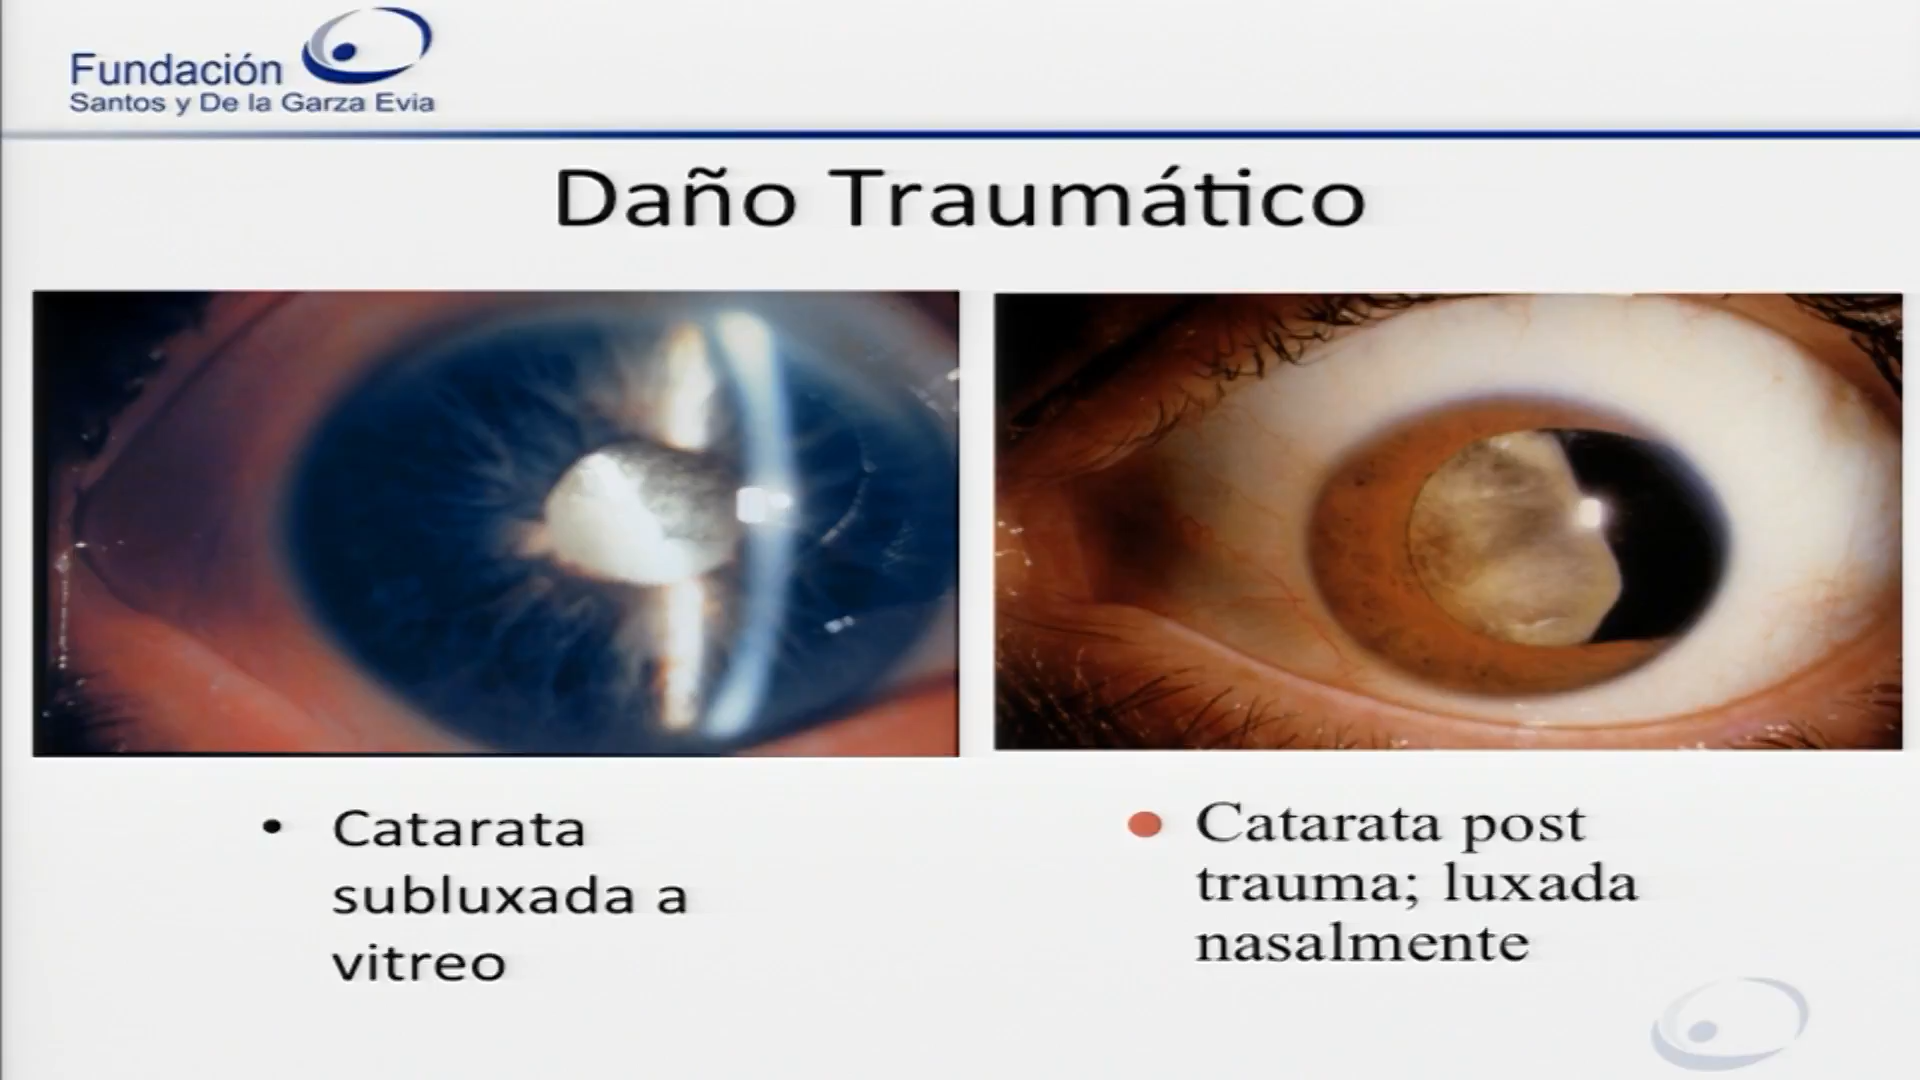 Fundación
Santos y De la Garza Evia
Daño Traumático
• Catarata
subluxada a
vitreo
• Catarata post
trauma; luxada
nasalmente